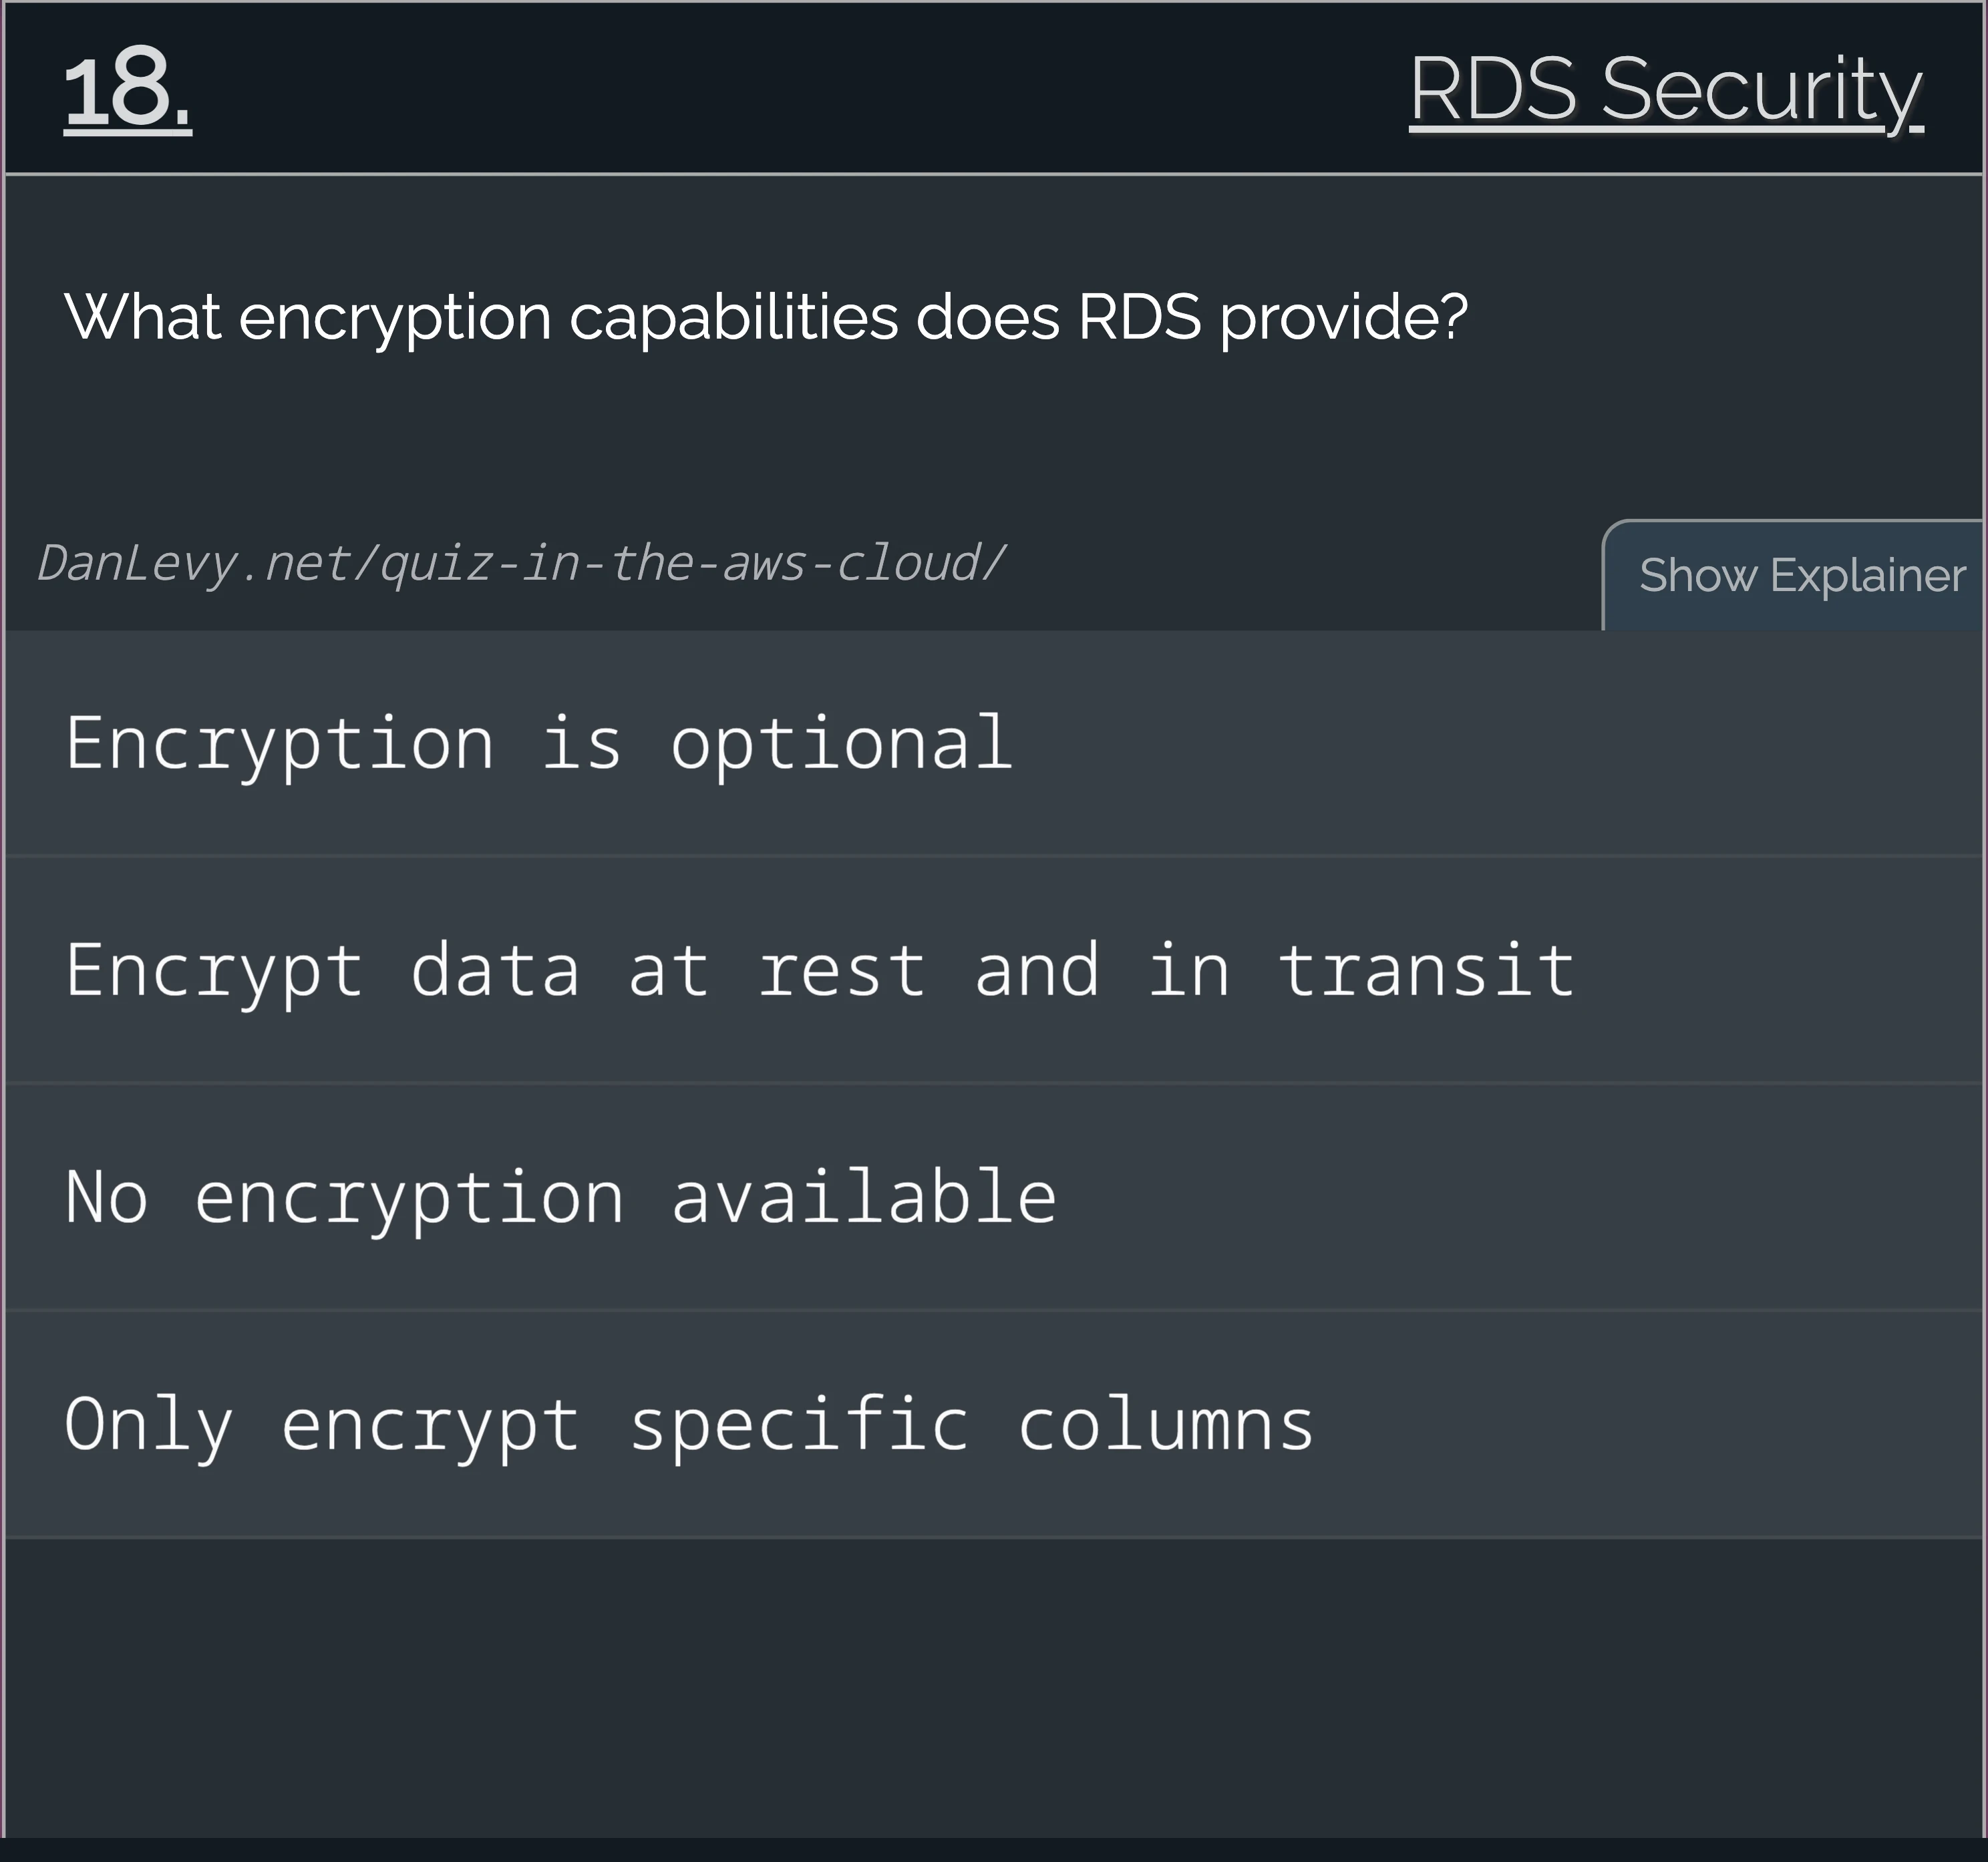 18.
RDS Security
What encryption capabilities does RDS provide?
DanLevy.net/quiz-in-the-aws-cloud/
Show Explainer
Encryption is optional
Encrypt data at rest and in transit
No encryption available
Only encrypt specific columns